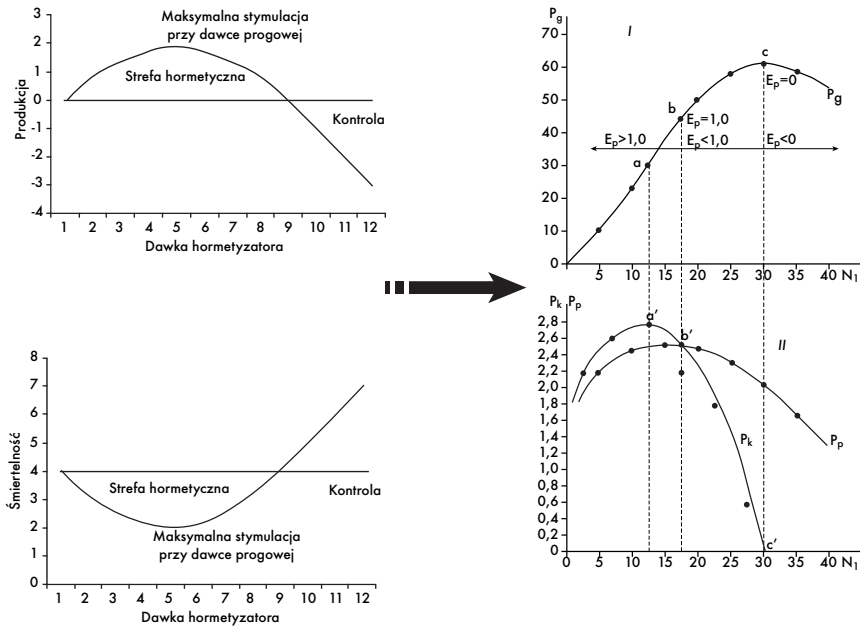 3
2
1
0
-1
-2
-3
-4
Produkcja
Maksymalna stymulacja
przy dawce progowej
Strefa hormetyczna
Kontrola
1 2 3 4 5 6 7 8 9 10 11 12
Dawka hormetyzatora
8
7
6
5
4
3
2
1
0
Śmiertelność
Strefa hormetyczna
Kontrola
Maksymalna stymulacja
przy dawce progowej
1 2 3 4 5 6 7 8 9 10 11 12
Dawka hormetyzatora
Pg
I
70
60
50
40
30
20
10
0
c
Ep=0
Pg
b
Ep=1,0
Ep>1,0
Ep<1,0
Ep<0
a
5 10 15 20 25 30 35 40 N1
Pk Pp
II
2,8
2,6
2,4
2,2
2,0
1,8
1,6
1,4
1,2
1,0
0,8
0,6
0,4
0,2
0
a'
b'
Pk
Pp
c'
0 5 10 15 20 25 30 35 40 N1